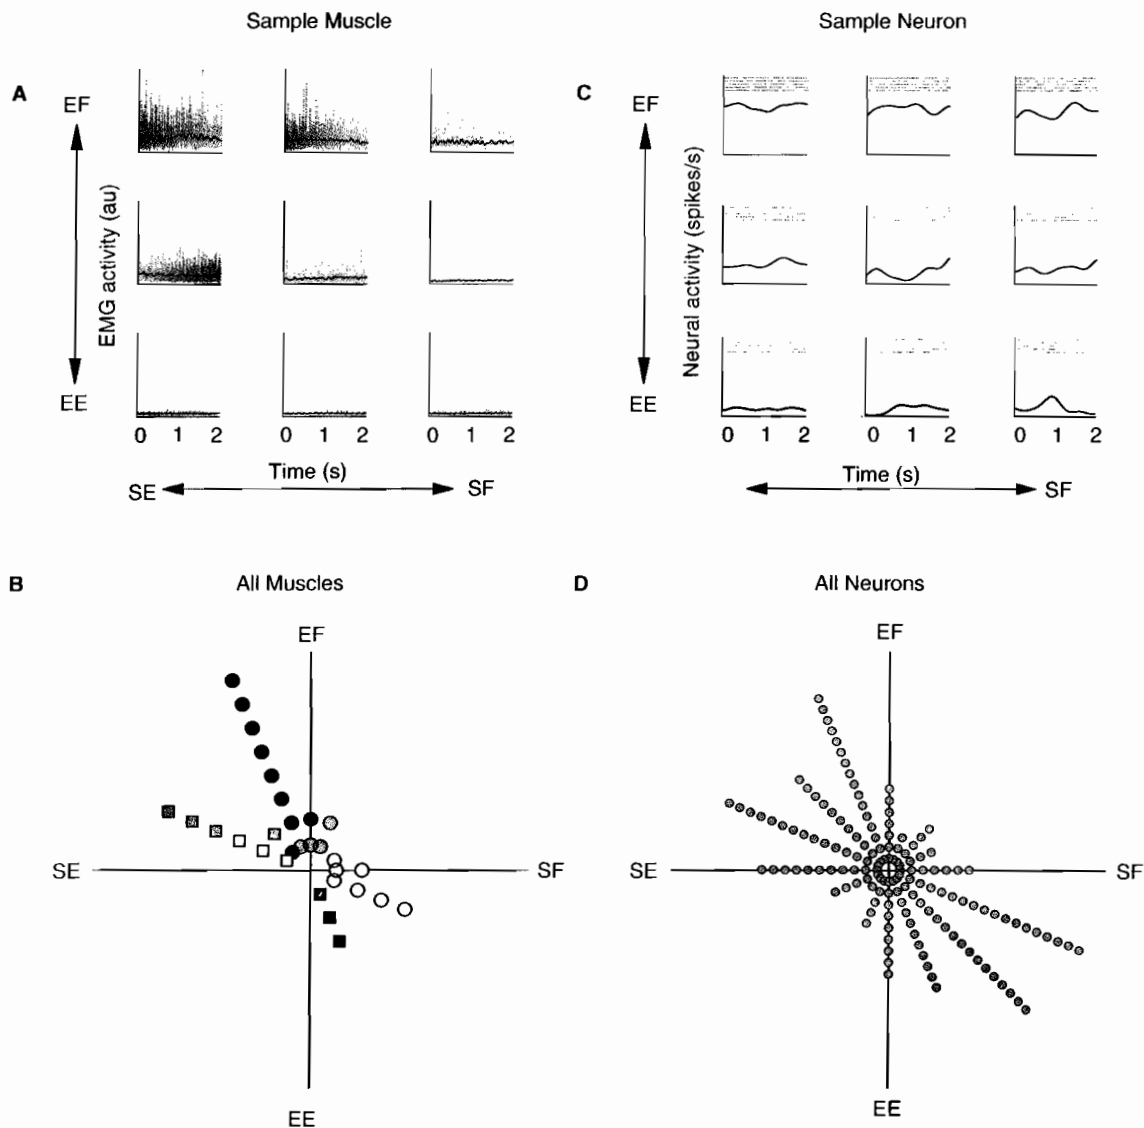 Sample Muscle
A
EF
EMG activity (au)
EE
0 1 2
0 1 2
0 1 2
Time (s)
SE
SF
Sample Neuron
C
EF
Neural activity (spikes/s)
EE
0 1 2
0 1 2
0 1 2
Time (s)
SF
B
All Muscles
EF
SE
SF
EE
D
All Neurons
EF
SE
SF
EE